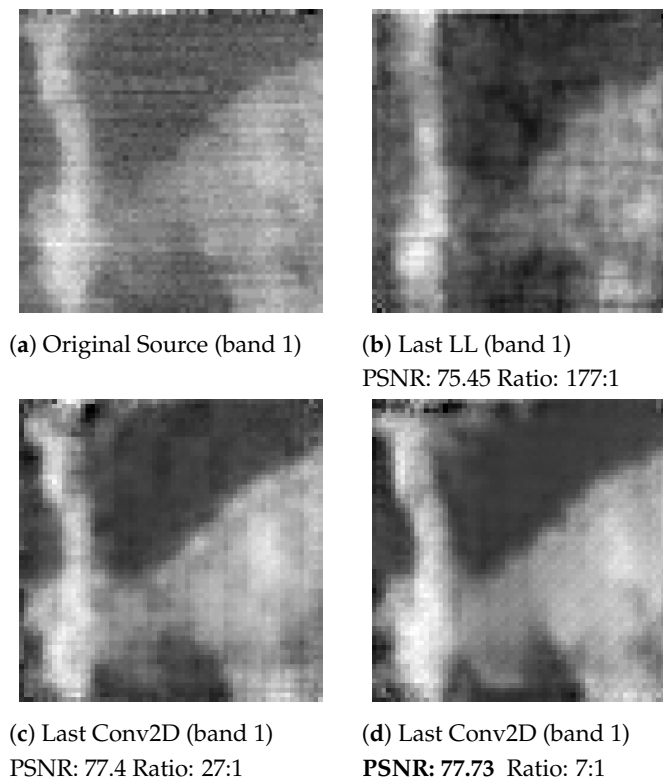 (a) Original Source (band 1)
(b) Last LL (band 1)
PSNR: 75.45 Ratio: 177:1
(c) Last Conv2D (band 1)
PSNR: 77.4 Ratio: 27:1
(d) Last Conv2D (band 1)
PSNR: 77.73 Ratio: 7:1